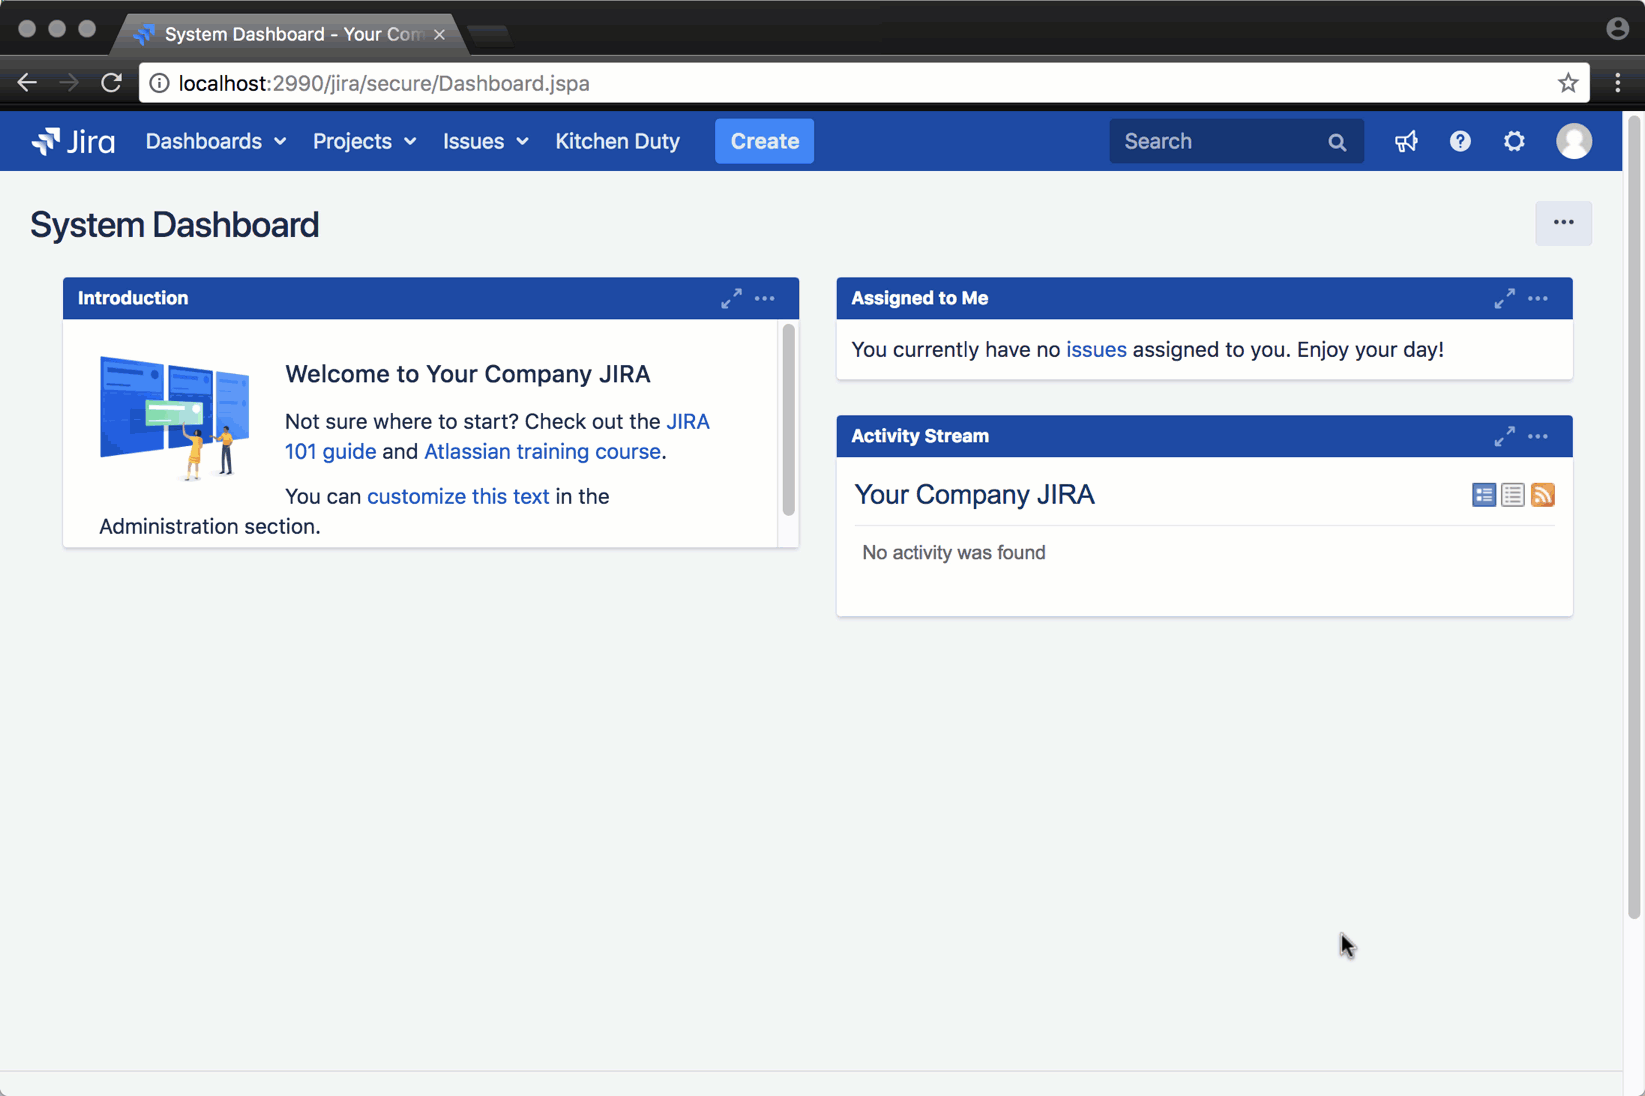 System Dashboard - Your Com
localhost:2990/jira/secure/Dashboard.jspa
Jira Dashboards Projects Issues Kitchen Duty Create Search
System Dashboard
Introduction
Welcome to Your Company JIRA
Not sure where to start? Check out the JIRA
101 guide and Atlassian training course.
You can customize this text in the
Administration section.
Assigned to Me
You currently have no issues assigned to you. Enjoy your day!
Activity Stream
Your Company JIRA
No activity was found